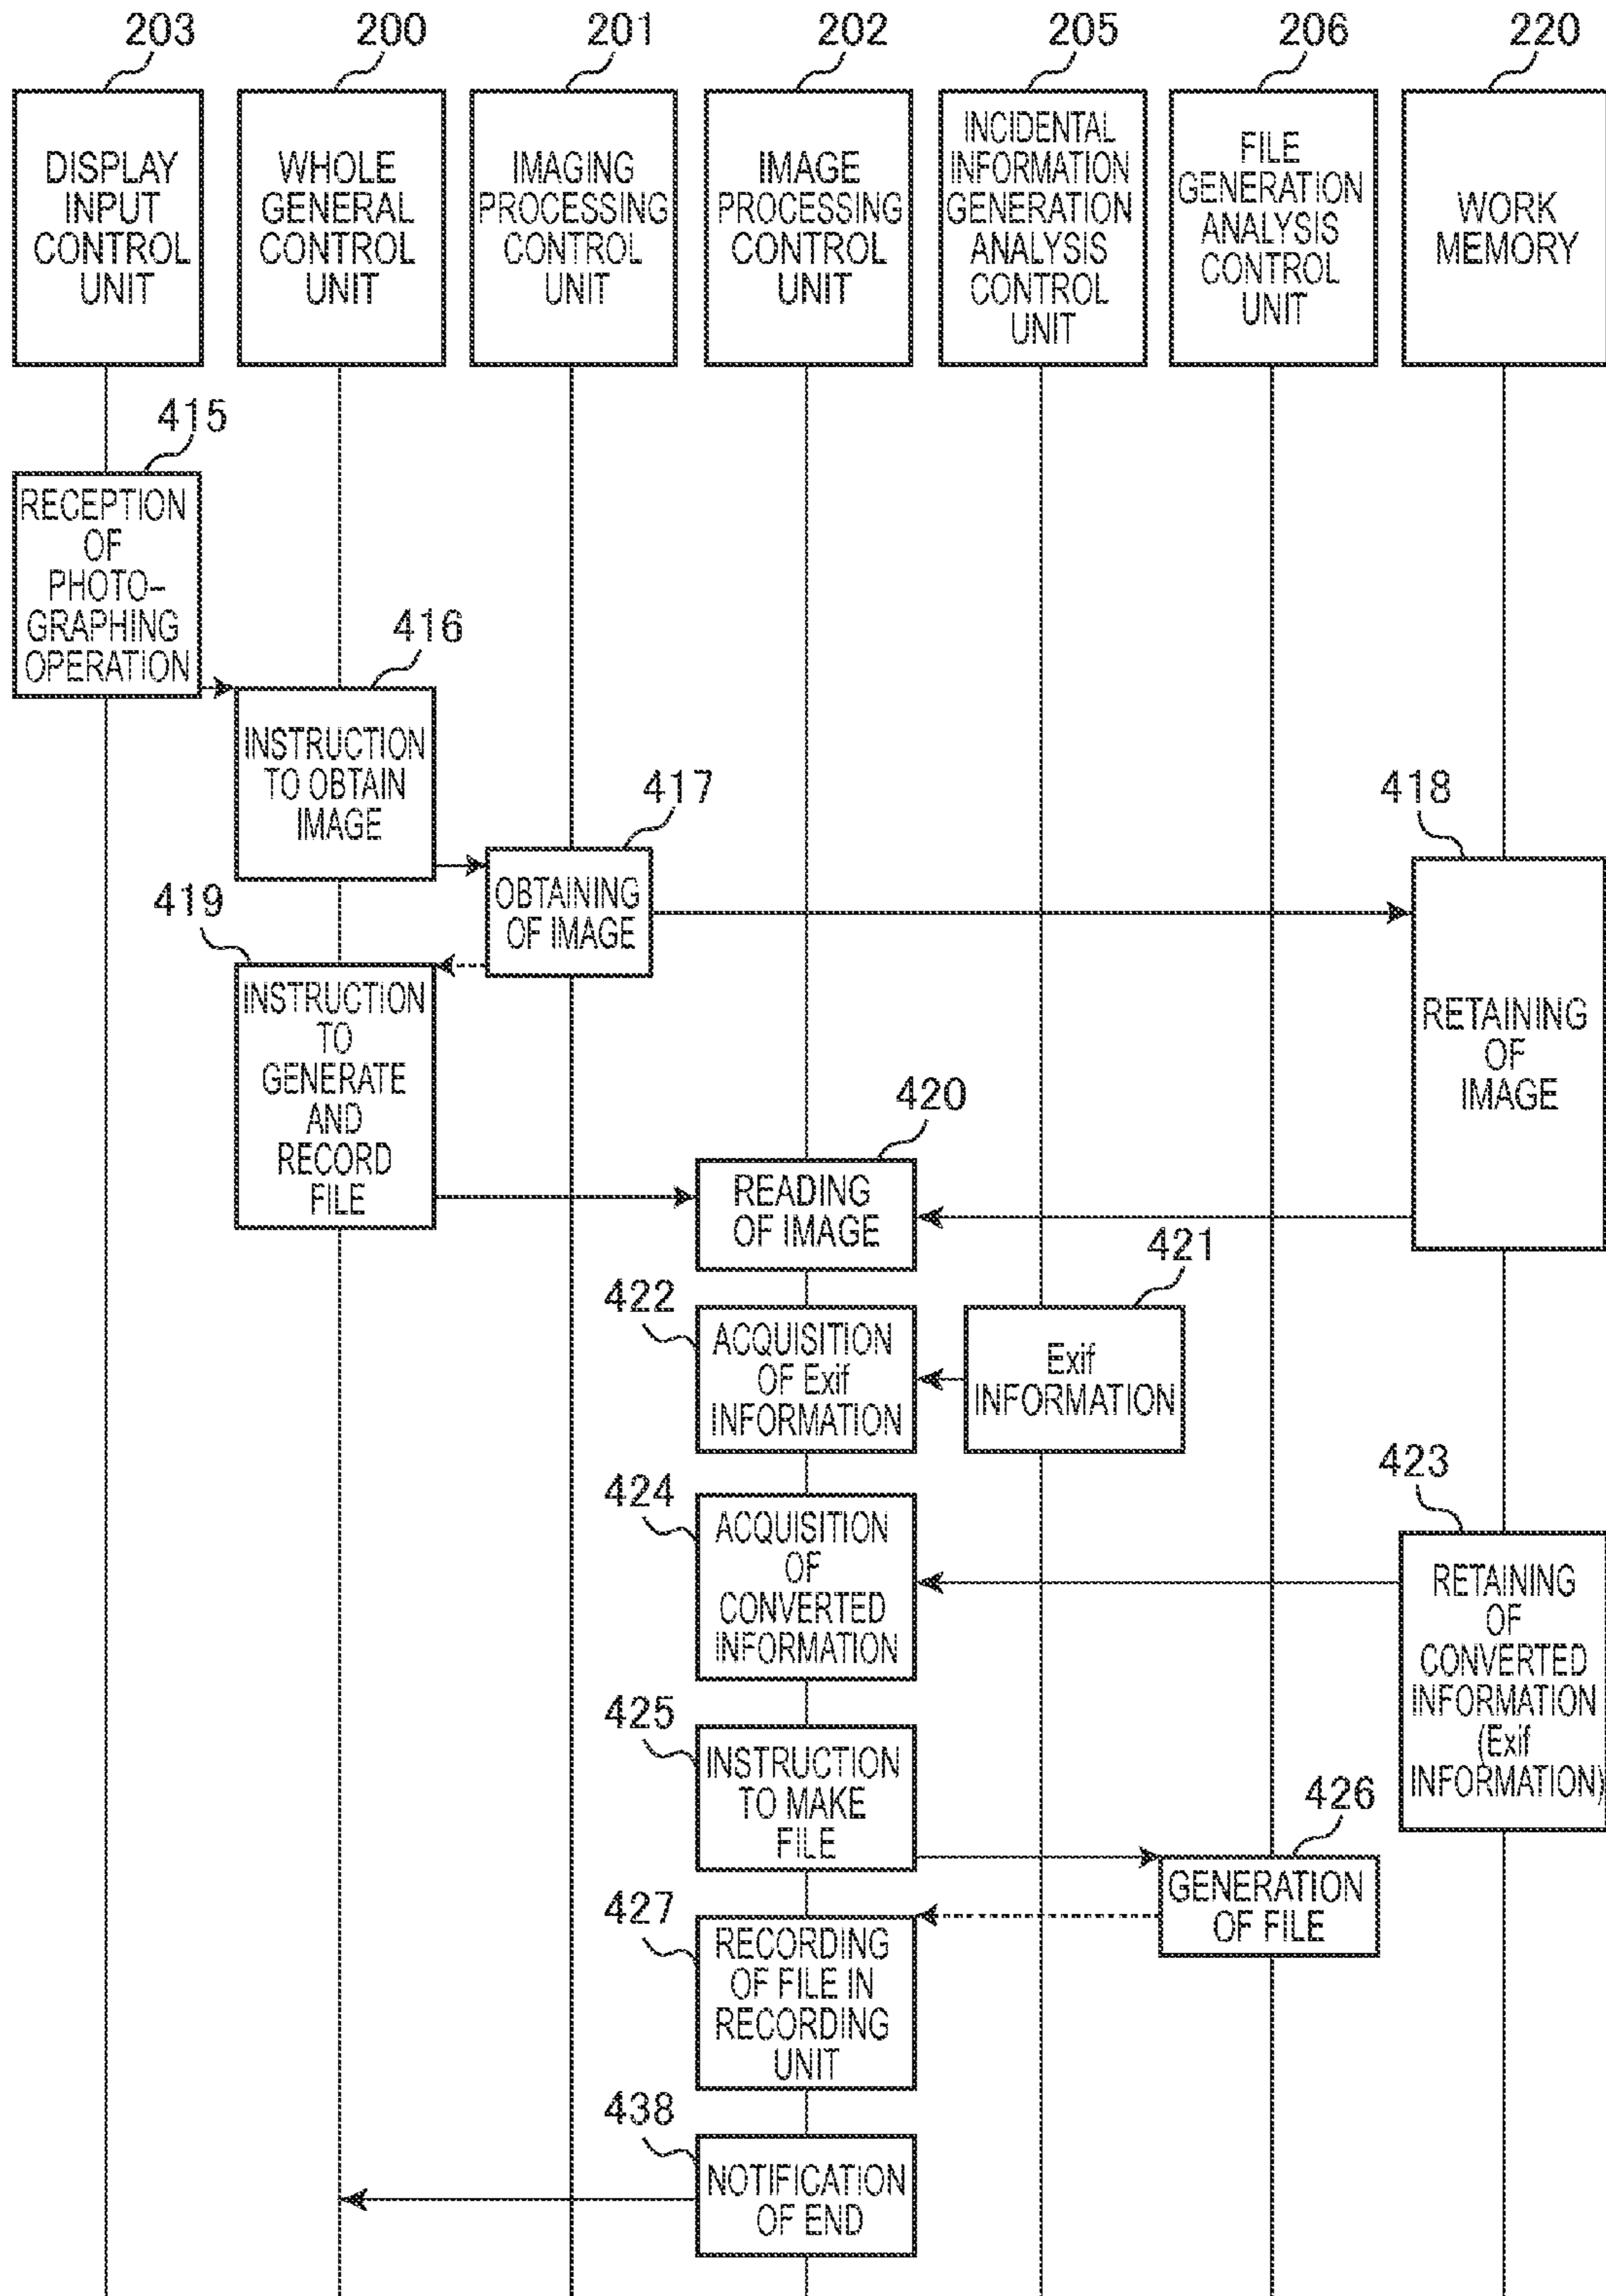 203
200
201
202
205
206
220
DISPLAY
INPUT
CONTROL
UNIT
WHOLE
GENERAL
CONTROL
UNIT
IMAGING
PROCESSING
CONTROL
UNIT
IMAGE
PROCESSING
CONTROL
UNIT
INCIDENTAL
INFORMATION
GENERATION
ANALYSIS
CONTROL
UNIT
FILE
GENERATION
ANALYSIS
CONTROL
UNIT
WORK
MEMORY
415
RECEPTION
OF
PHOTO-
GRAPHING
OPERATION
416
INSTRUCTION
TO OBTAIN
IMAGE
417
OBTAINING
OF IMAGE
418
RETAINING
OF
IMAGE
419
INSTRUCTION
TO
GENERATE
AND
RECORD
FILE
420
READING
OF IMAGE
421
Exif
INFORMATION
422
ACQUISITION
OF Exif
INFORMATION
423
RETAINING
OF
CONVERTED
INFORMATION
(Exif
INFORMATION)
424
ACQUISITION
OF
CONVERTED
INFORMATION
425
INSTRUCTION
TO MAKE
FILE
426
GENERATION
OF FILE
427
RECORDING
OF FILE IN
RECORDING
UNIT
438
NOTIFICATION
OF END